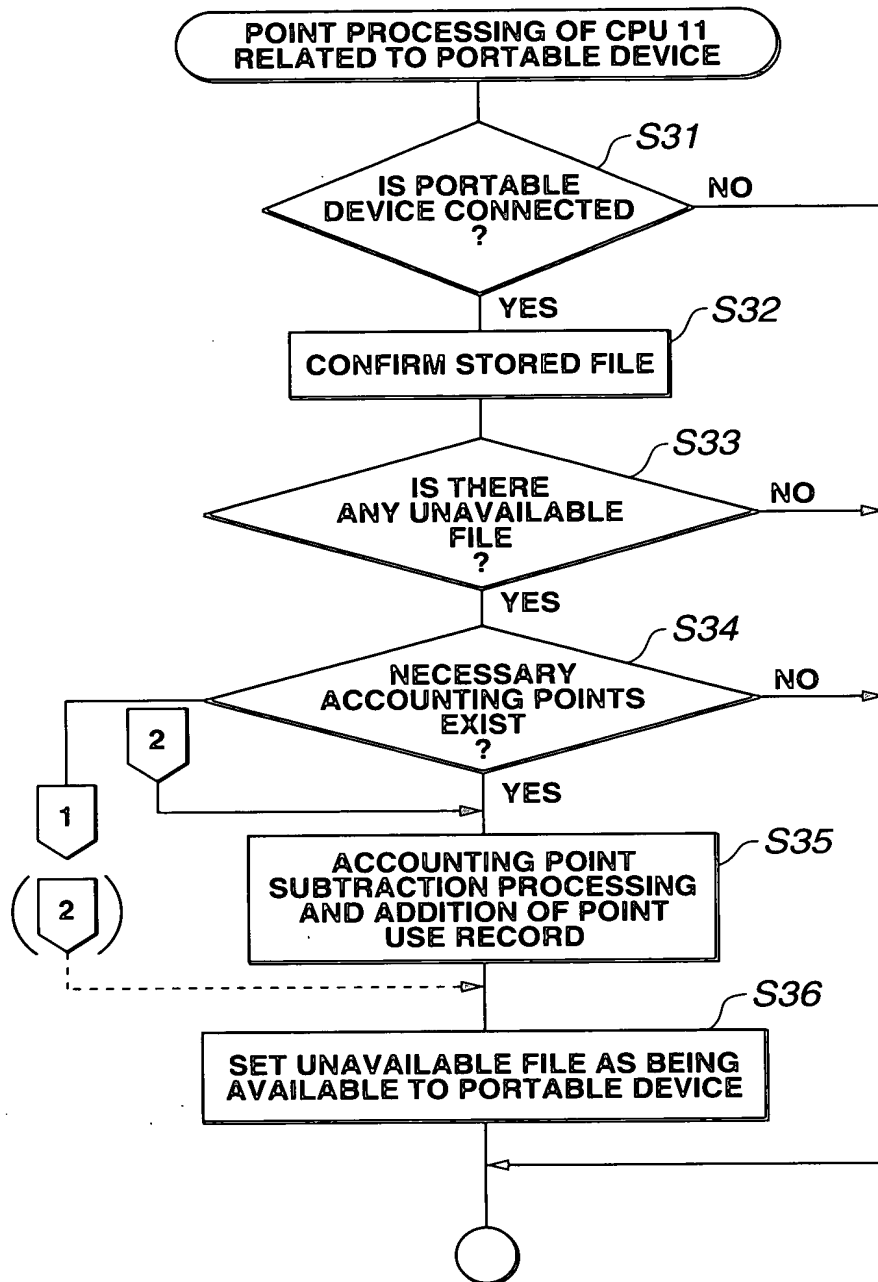 POINT PROCESSING OF CPU 11
RELATED TO PORTABLE DEVICE
S31
IS PORTABLE
DEVICE CONNECTED
?
NO
YES
S32
CONFIRM STORED FILE
S33
IS THERE
ANY UNAVAILABLE
FILE
?
NO
YES
S34
NECESSARY
ACCOUNTING POINTS
EXIST
?
NO
2
YES
1
S35
ACCOUNTING POINT
SUBTRACTION PROCESSING
AND ADDITION OF POINT
USE RECORD
(2)
S36
SET UNAVAILABLE FILE AS BEING
AVAILABLE TO PORTABLE DEVICE